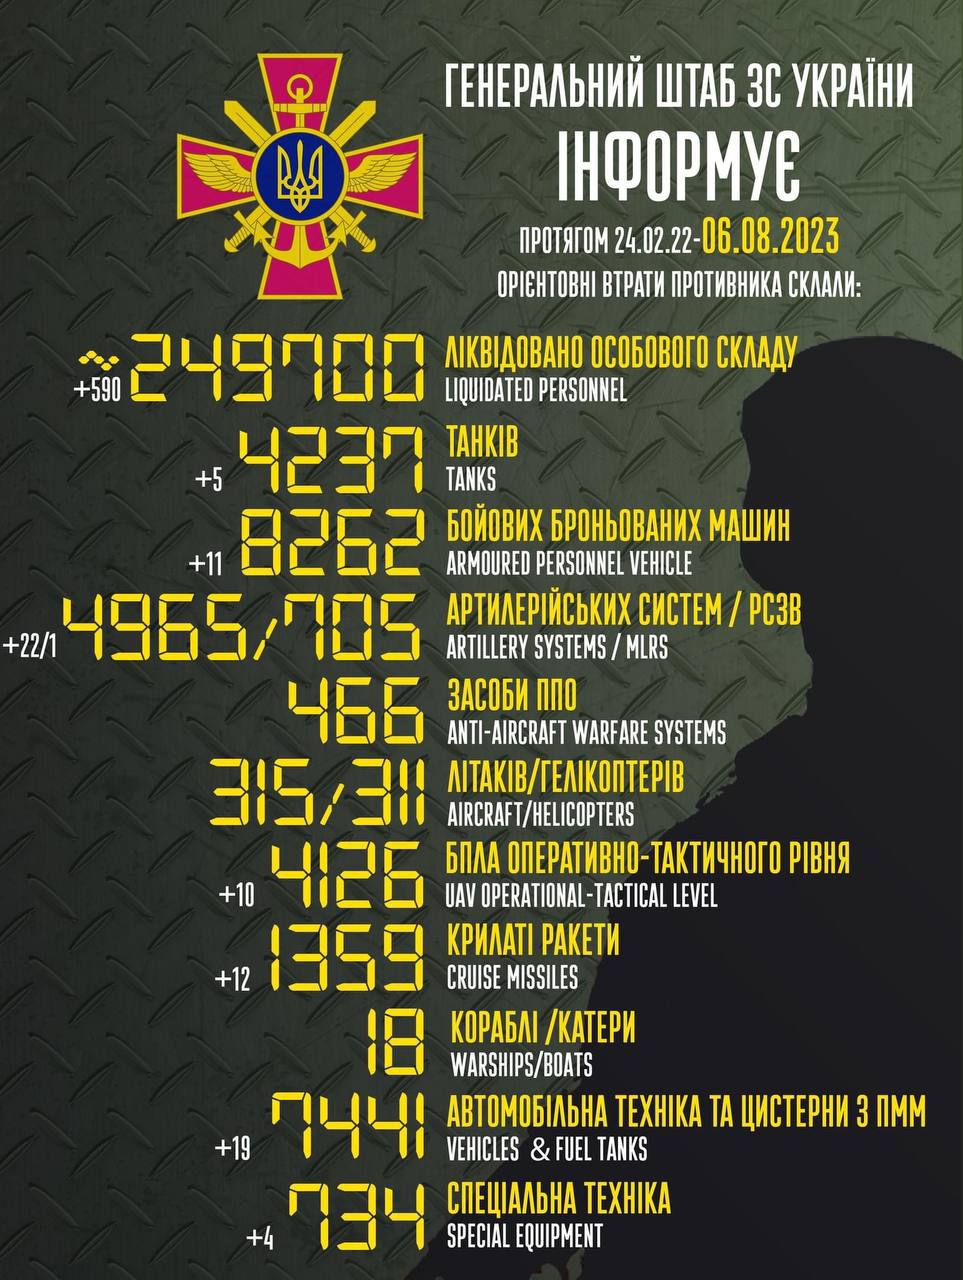 ГЕНЕРАЛЬНИЙ ШТАБ ЗС УКРАЇНИ
ІНФОРМУЄ
ПРОТЯГОМ 24.02.22-06.08.2023
ОРІЄНТОВНІ ВТРАТИ ПРОТИВНИКА СКЛАЛИ:
~249700 ЛІКВІДОВАНО ОСОБОВОГО СКЛАДУ
+590 LIQUIDATED PERSONNEL
4237 ТАНКІВ
+5 TANKS
8262 БОЙОВИХ БРОНЬОВАНИХ МАШИН
+11 ARMOURED PERSONNEL VEHICLE
4965/705 АРТИЛЕРІЙСЬКИХ СИСТЕМ / РСЗВ
+22/1 ARTILLERY SYSTEMS / MLRS
466 ЗАСОБИ ППО
ANTI-AIRCRAFT WARFARE SYSTEMS
315/311 ЛІТАКІВ/ГЕЛІКОПТЕРІВ
AIRCRAFT/HELICOPTERS
4126 БПЛА ОПЕРАТИВНО-ТАКТИЧНОГО РІВНЯ
+10 UAV OPERATIONAL-TACTICAL LEVEL
1359 КРИЛАТІ РАКЕТИ
+12 CRUISE MISSILES
18 КОРАБЛІ /КАТЕРИ
WARSHIPS/BOATS
7441 АВТОМОБІЛЬНА ТЕХНІКА ТА ЦИСТЕРНИ З ПММ
+19 VEHICLES & FUEL TANKS
734 СПЕЦІАЛЬНА ТЕХНІКА
+4 SPECIAL EQUIPMENT